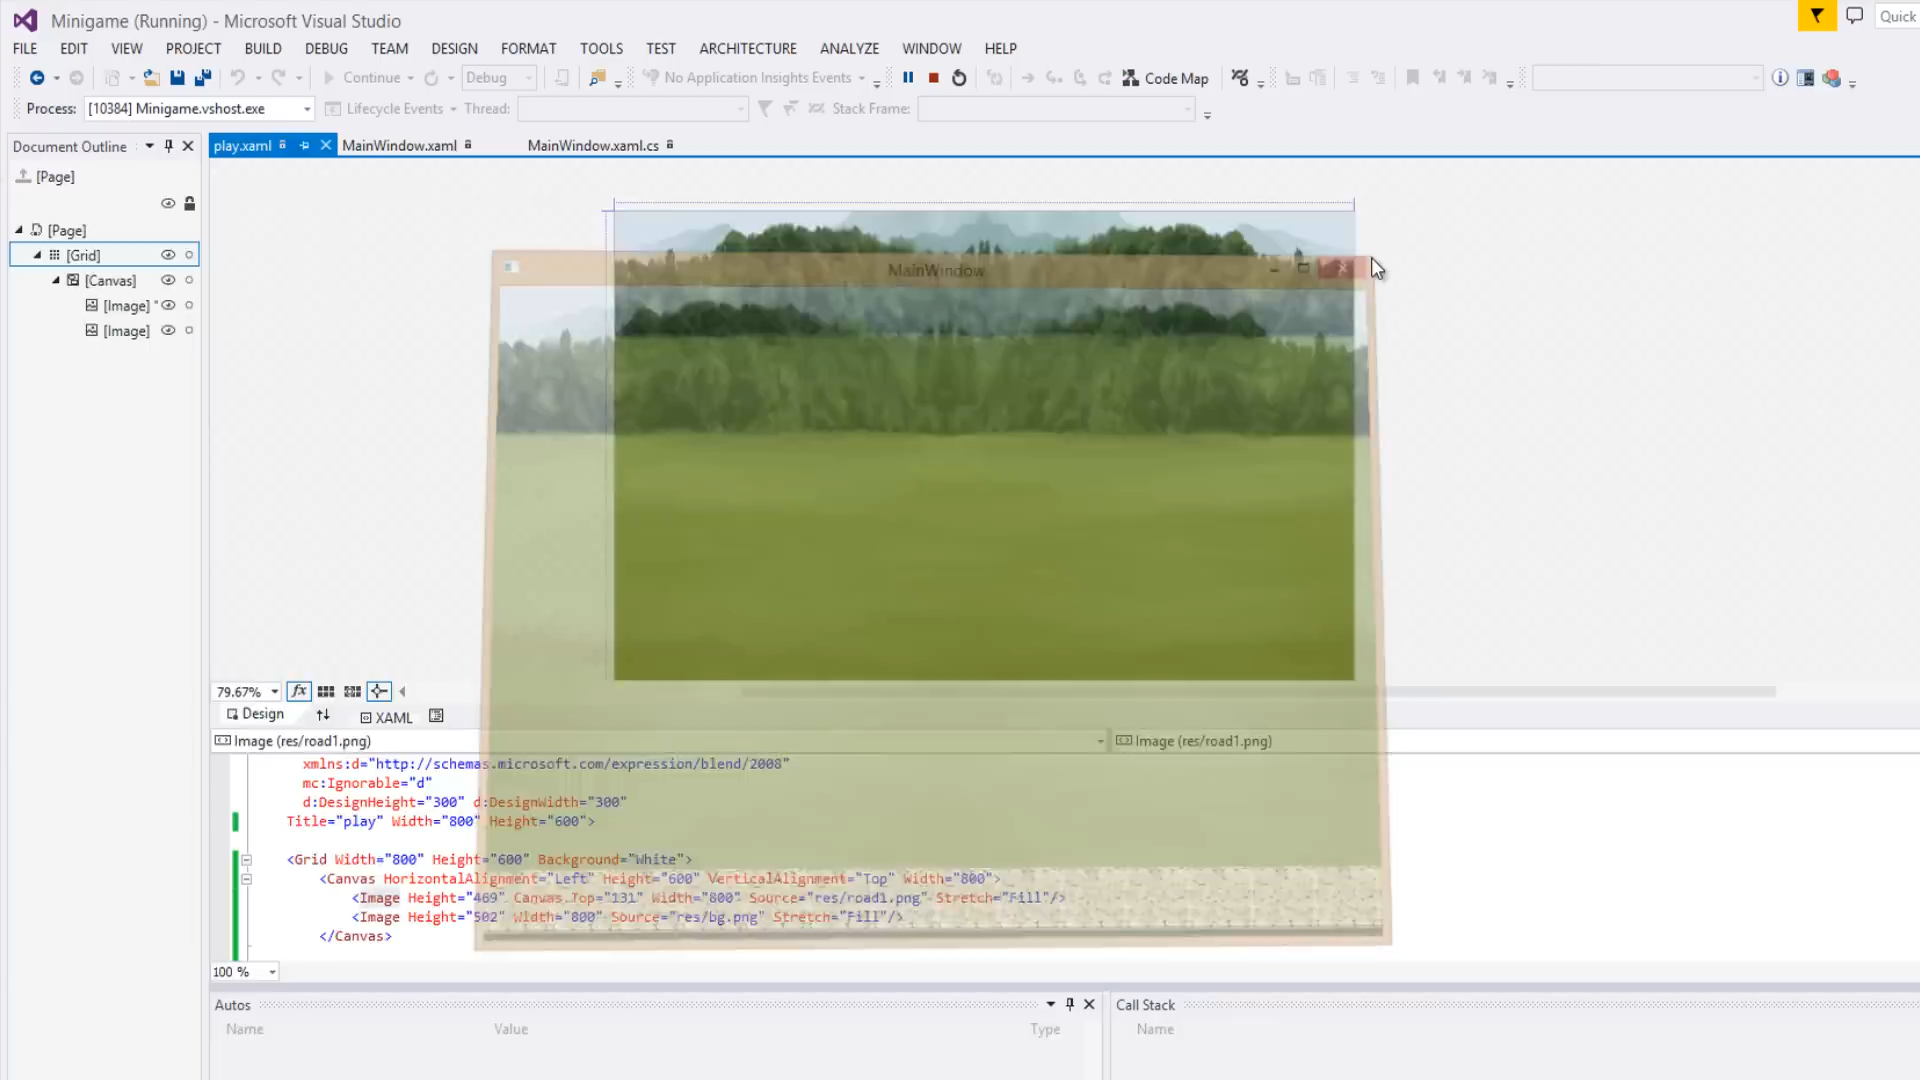 Minigame (Running) - Microsoft Visual Studio
Quick
FILE EDIT VIEW PROJECT BUILD DEBUG TEAM DESIGN FORMAT TOOLS TEST ARCHITECTURE ANALYZE WINDOW HELP
Continue Debug No Application Insights Events Code Map
Process: [10384] Minigame.vshost.exe Lifecycle Events Thread: Stack Frame:
Document Outline
play.xaml MainWindow.xaml MainWindow.xaml.cs
[Page]
[Page]
[Grid]
[Canvas]
[Image] "
[Image]
MainWindow
79.67%
Design XAML
Image (res/road1.png) Image (res/road1.png)
xmlns:d="http://schemas.microsoft.com/expression/blend/2008"
mc:Ignorable="d"
d:DesignHeight="300" d:DesignWidth="300"
Title="play" Width="800" Height="600">
<Grid Width="800" Height="600" Background="White">
<Canvas HorizontalAlignment="Left" Height="600" VerticalAlignment="Top" Width="800">
<Image Height="469" Canvas.Top="131" Width="800" Source="res/road1.png" Stretch="Fill"/>
<Image Height="502" Width="800" Source="res/bg.png" Stretch="Fill"/>
</Canvas>
100 %
Autos Call Stack
Name Value Type Name